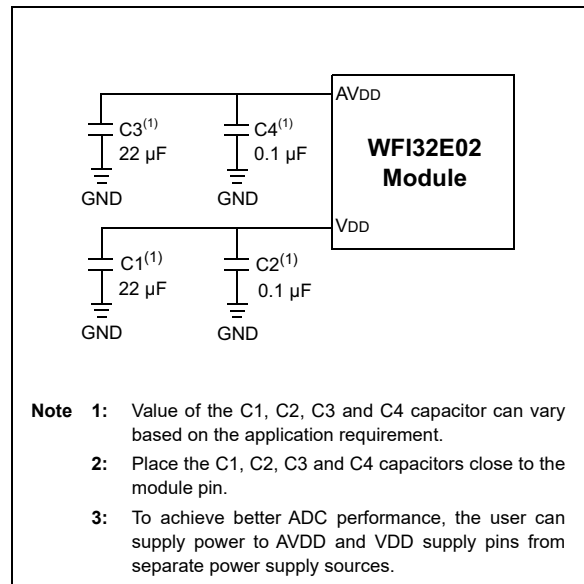 AVDD
C3(1)
22 µF
GND
C4(1)
0.1 µF
GND
WFI32E02
Module
VDD
C1(1)
22 µF
GND
C2(1)
0.1 µF
GND
Note 1: Value of the C1, C2, C3 and C4 capacitor can vary
based on the application requirement.
2: Place the C1, C2, C3 and C4 capacitors close to the
module pin.
3: To achieve better ADC performance, the user can
supply power to AVDD and VDD supply pins from
separate power supply sources.